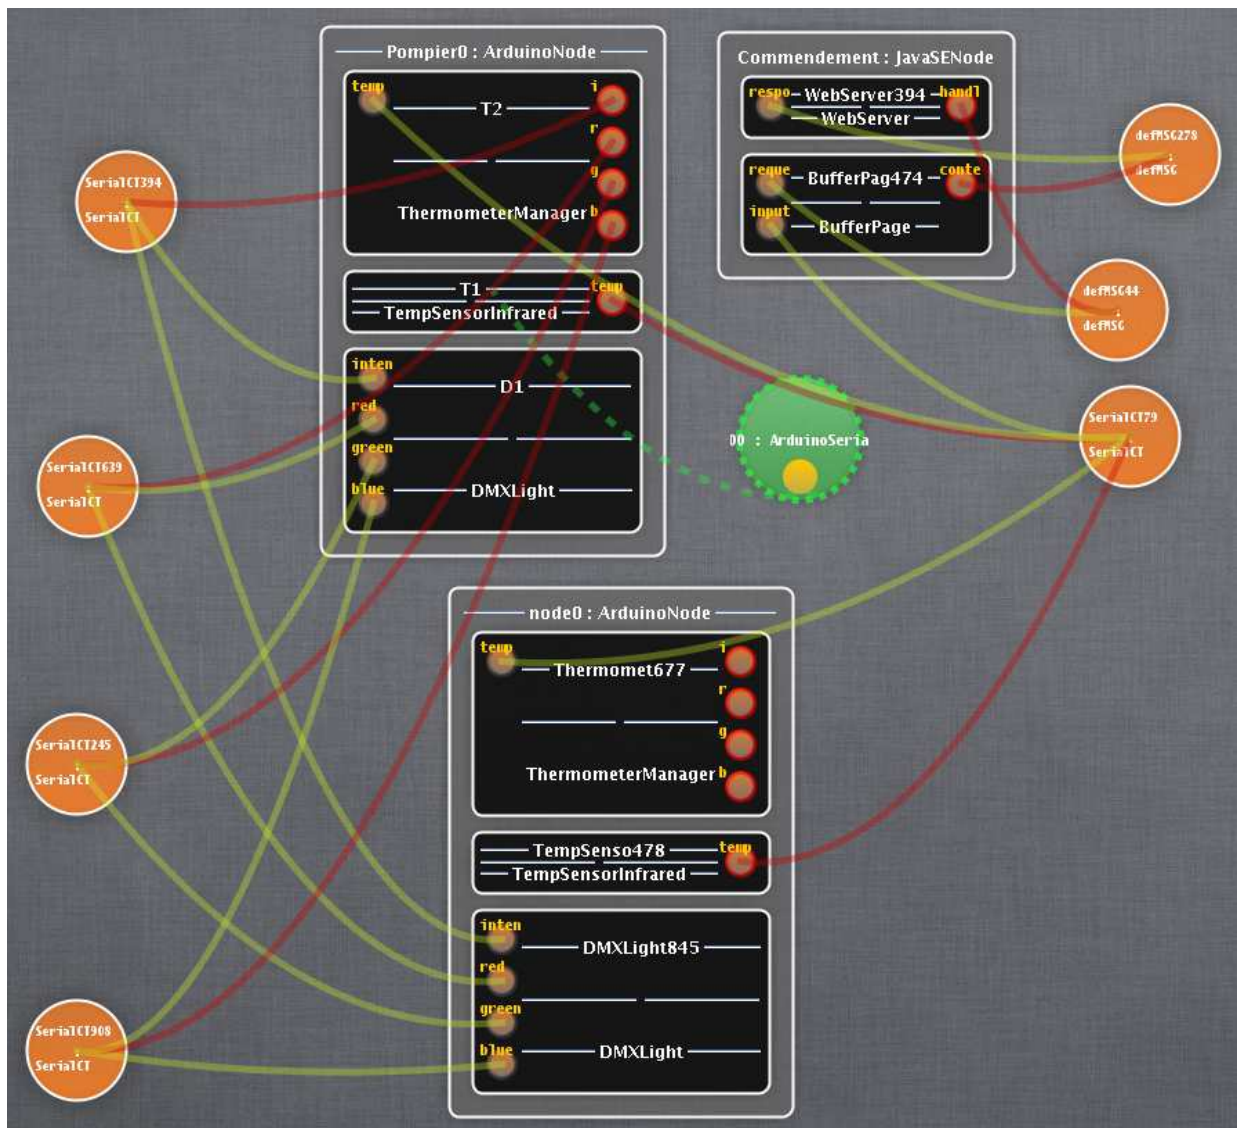 Pompier0 : ArduinoNode
temp
i
T2
r
g
ThermometerManager
b
T1
temp
TempSensorInfrared
inten
D1
red
green
blue
DMXLight
Commendement : JavaSENode
respo
WebServer394
handl
WebServer
reque
BufferPag474
conte
input
BufferPage
defMSG278
defMSG
defMSG44
defMSG
SerialCT79
SerialCT
00 : ArduinoSeria
SerialCT394
SerialCT
SerialCT639
SerialCT
SerialCT245
SerialCT
SerialCT908
SerialCT
node0 : ArduinoNode
temp
i
Thermomet677
r
g
ThermometerManager
b
TempSenso478
temp
TempSensorInfrared
inten
DMXLight845
red
green
blue
DMXLight